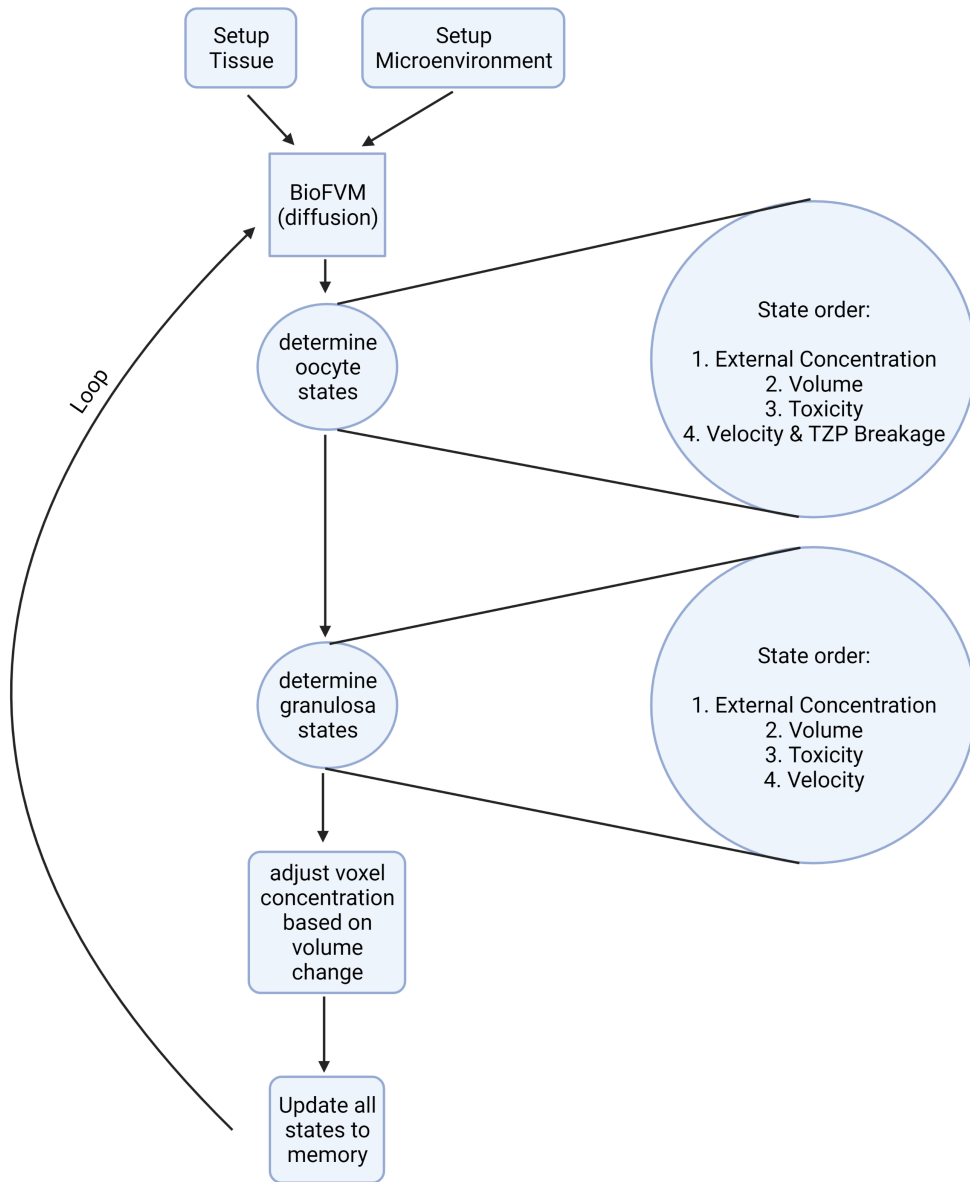 Setup
Tissue
Setup
Microenvironment
BioFVM
(diffusion)
determine
oocyte
states
State order:
1. External Concentration
2. Volume
3. Toxicity
4. Velocity & TZP Breakage
Loop
determine
granulosa
states
State order:
1. External Concentration
2. Volume
3. Toxicity
4. Velocity
adjust voxel
concentration
based on
volume
change
Update all
states to
memory